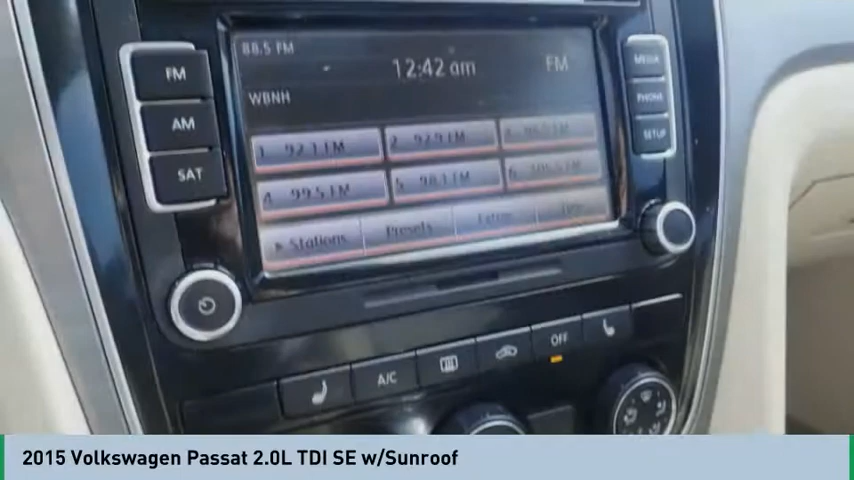 88.5 FM
12:42 am
FM
WBNH
1 92.1 FM
2 92.9 FM
4 99.5 FM
5 98.1 FM
▸ Stations
Presets
FM
AM
SAT
MEDIA
PHONE
SETUP
A/C
OFF
2015 Volkswagen Passat 2.0L TDI SE w/Sunroof